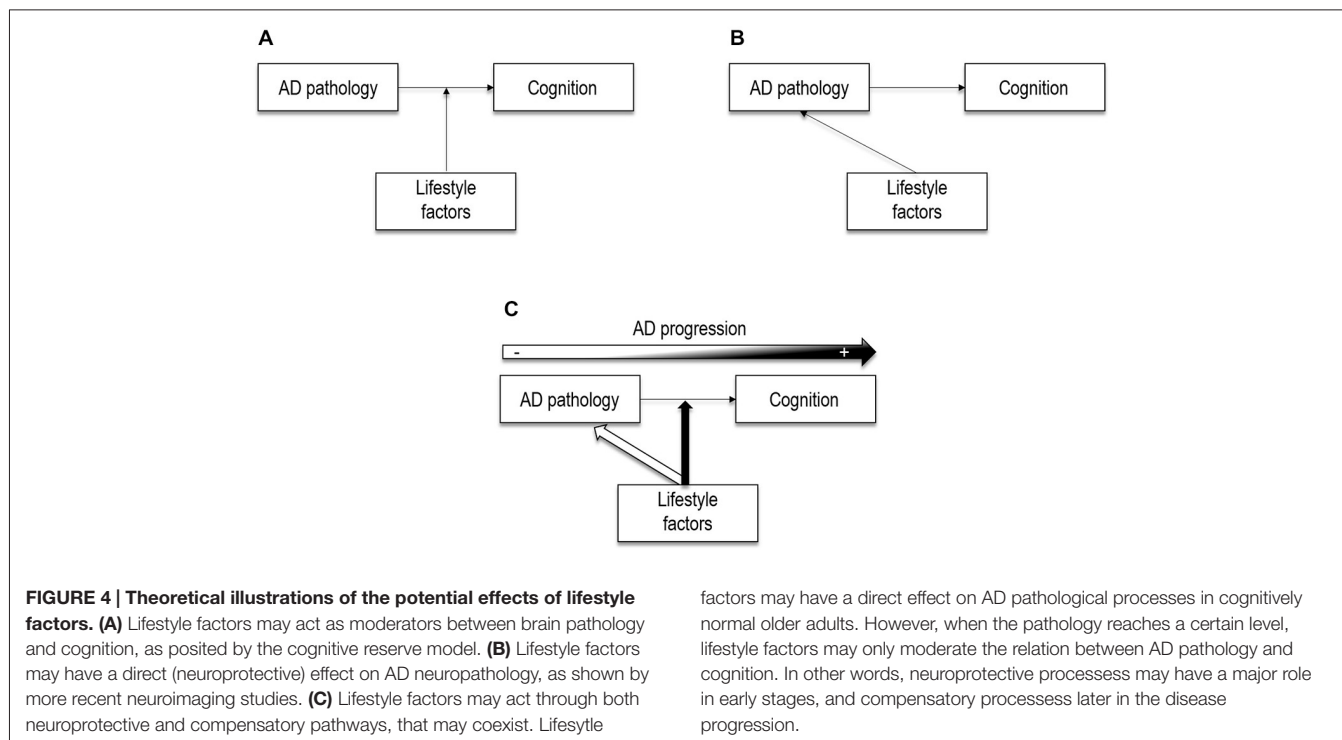 A
AD pathology
Cognition
Lifestyle
factors
B
AD pathology
Cognition
Lifestyle
factors
C
AD progression
-
+
AD pathology
Cognition
Lifestyle
factors
FIGURE 4 | Theoretical illustrations of the potential effects of lifestyle
factors. (A) Lifestyle factors may act as moderators between brain pathology
and cognition, as posited by the cognitive reserve model. (B) Lifestyle factors
may have a direct (neuroprotective) effect on AD neuropathology, as shown by
more recent neuroimaging studies. (C) Lifestyle factors may act through both
neuroprotective and compensatory pathways, that may coexist. Lifesytle
factors may have a direct effect on AD pathological processes in cognitively
normal older adults. However, when the pathology reaches a certain level,
lifestyle factors may only moderate the relation between AD pathology and
cognition. In other words, neuroprotective processess may have a major role
in early stages, and compensatory processess later in the disease
progression.